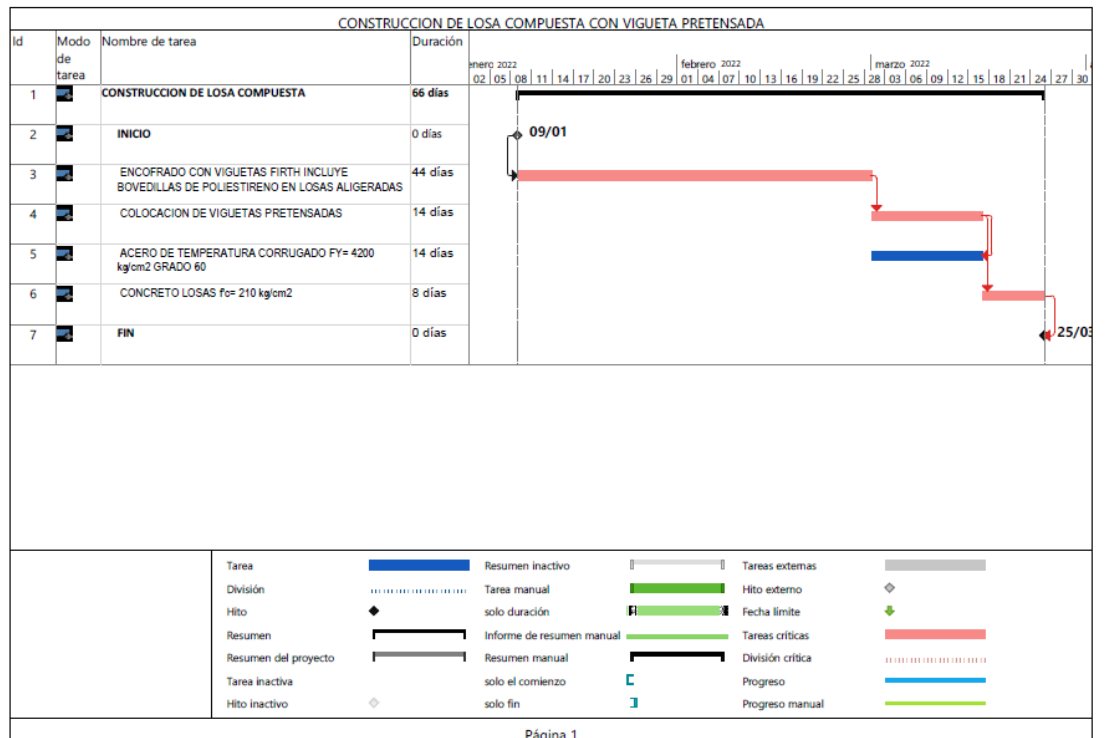 CONSTRUCCION DE LOSA COMPUESTA CON VIGUETA PRETENSADA
Id
Modo de tarea
Nombre de tarea
Duración
enero 2022
febrero 2022
marzo 2022
02 05 08 11 14 17 20 23 26 29 01 04 07 10 13 16 19 22 25 28 03 06 09 12 15 18 21 24 27 30
1 CONSTRUCCION DE LOSA COMPUESTA 66 días
2 INICIO 0 días 09/01
3 ENCOFRADO CON VIGUETAS FIRTH INCLUYE 44 días
BOVEDILLAS DE POLIESTIRENO EN LOSAS ALIGERADAS
4 COLOCACION DE VIGUETAS PRETENSADAS 14 días
5 ACERO DE TEMPERATURA CORRUGADO FY= 4200 14 días
kg/cm2 GRADO 60
6 CONCRETO LOSAS f'c= 210 kg/cm2 8 días
7 FIN 0 días 25/03
Tarea
División
Hito
Resumen
Resumen del proyecto
Tarea inactiva
Hito inactivo
Resumen inactivo
Tarea manual
solo duración
Informe de resumen manual
Resumen manual
solo el comienzo
solo fin
Tareas externas
Hito externo
Fecha límite
Tareas críticas
División crítica
Progreso
Progreso manual
Página 1